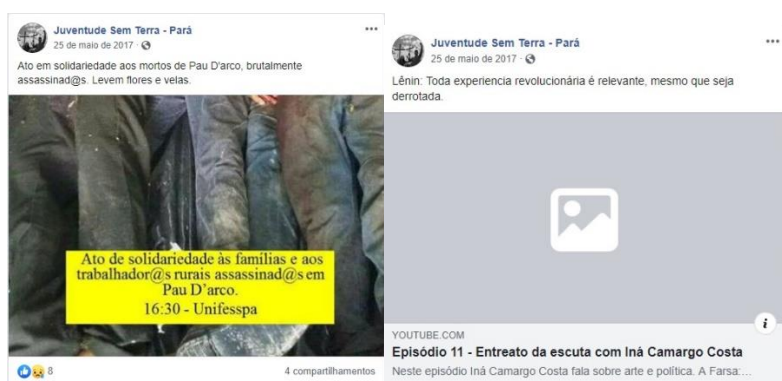 Juventude Sem Terra - Pará
25 de maio de 2017 ·
Ato em solidariedade aos mortos de Pau D'arco, brutalmente
assassinad@s. Levem flores e velas.
Ato de solidariedade às famílias e aos
trabalhador@s rurais assassinad@s em
Pau D'arco.
16:30 - Unifesspa
8
4 compartilhamentos
Juventude Sem Terra - Pará
25 de maio de 2017 ·
Lênin: Toda experiencia revolucionária é relevante, mesmo que seja
derrotada.
YOUTUBE.COM
Episódio 11 - Entreato da escuta com Iná Camargo Costa
Neste episódio Iná Camargo Costa fala sobre arte e política. A Farsa:...